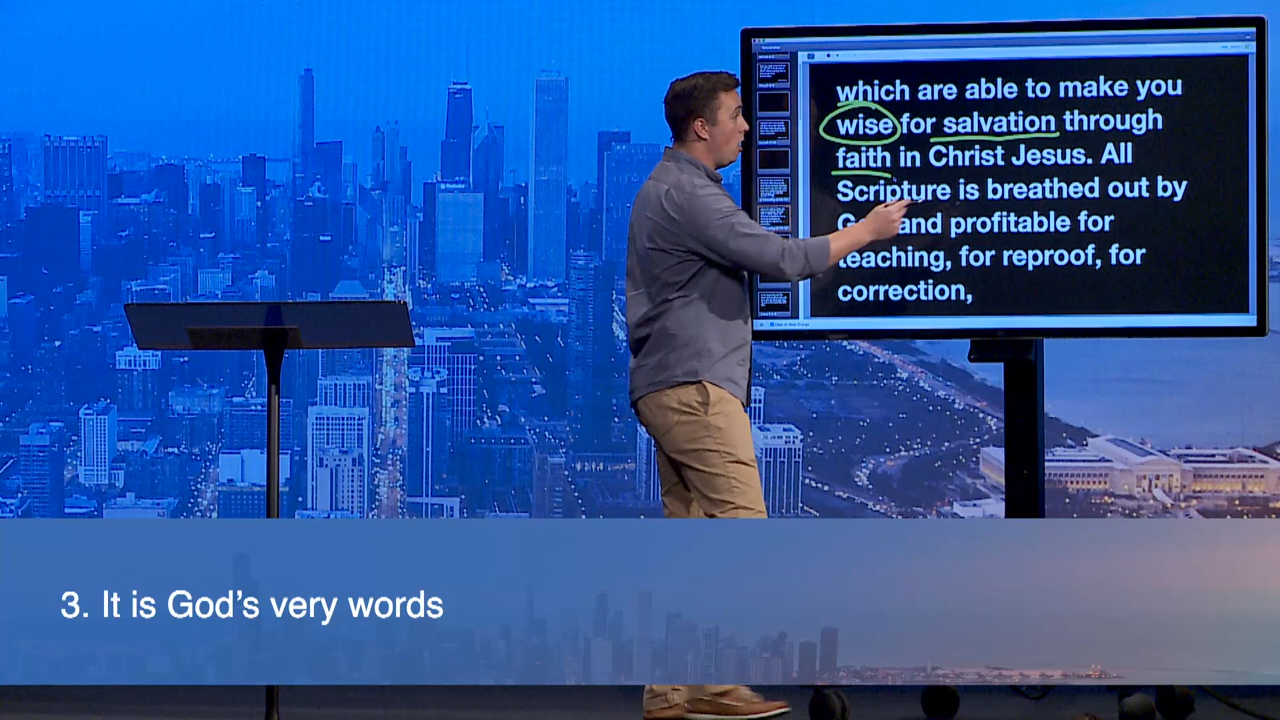 which are able to make you
wise for salvation through
faith in Christ Jesus. All
Scripture is breathed out by
and profitable for
teaching, for reproof, for
correction,
3. It is God's very words